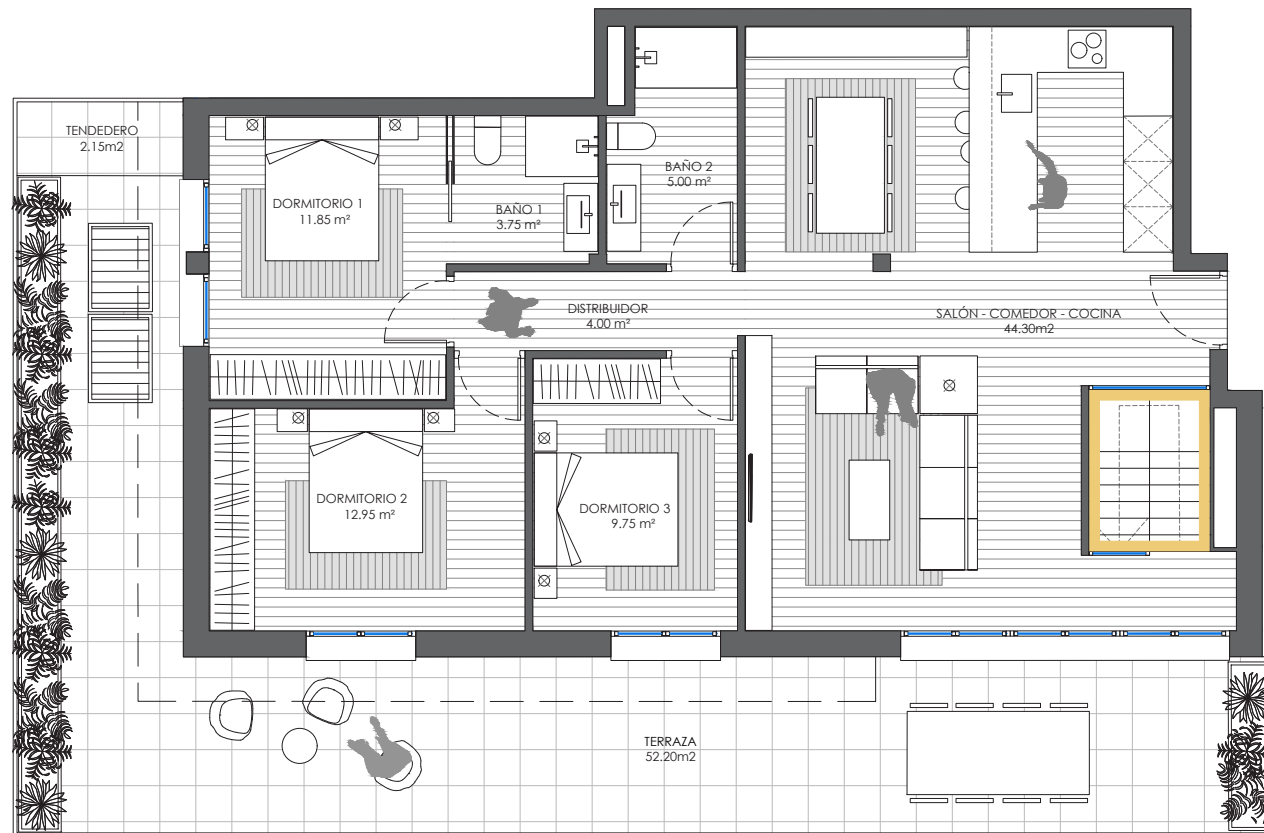 TENDEDERO
2.15m2
DORMITORIO 1
11.85 m²
BAÑO 1
3.75 m²
BAÑO 2
5.00 m²
DISTRIBUIDOR
4.00 m²
SALÓN - COMEDOR - COCINA
44.30m2
DORMITORIO 2
12.95 m²
DORMITORIO 3
9.75 m²
TERRAZA
52.20m2